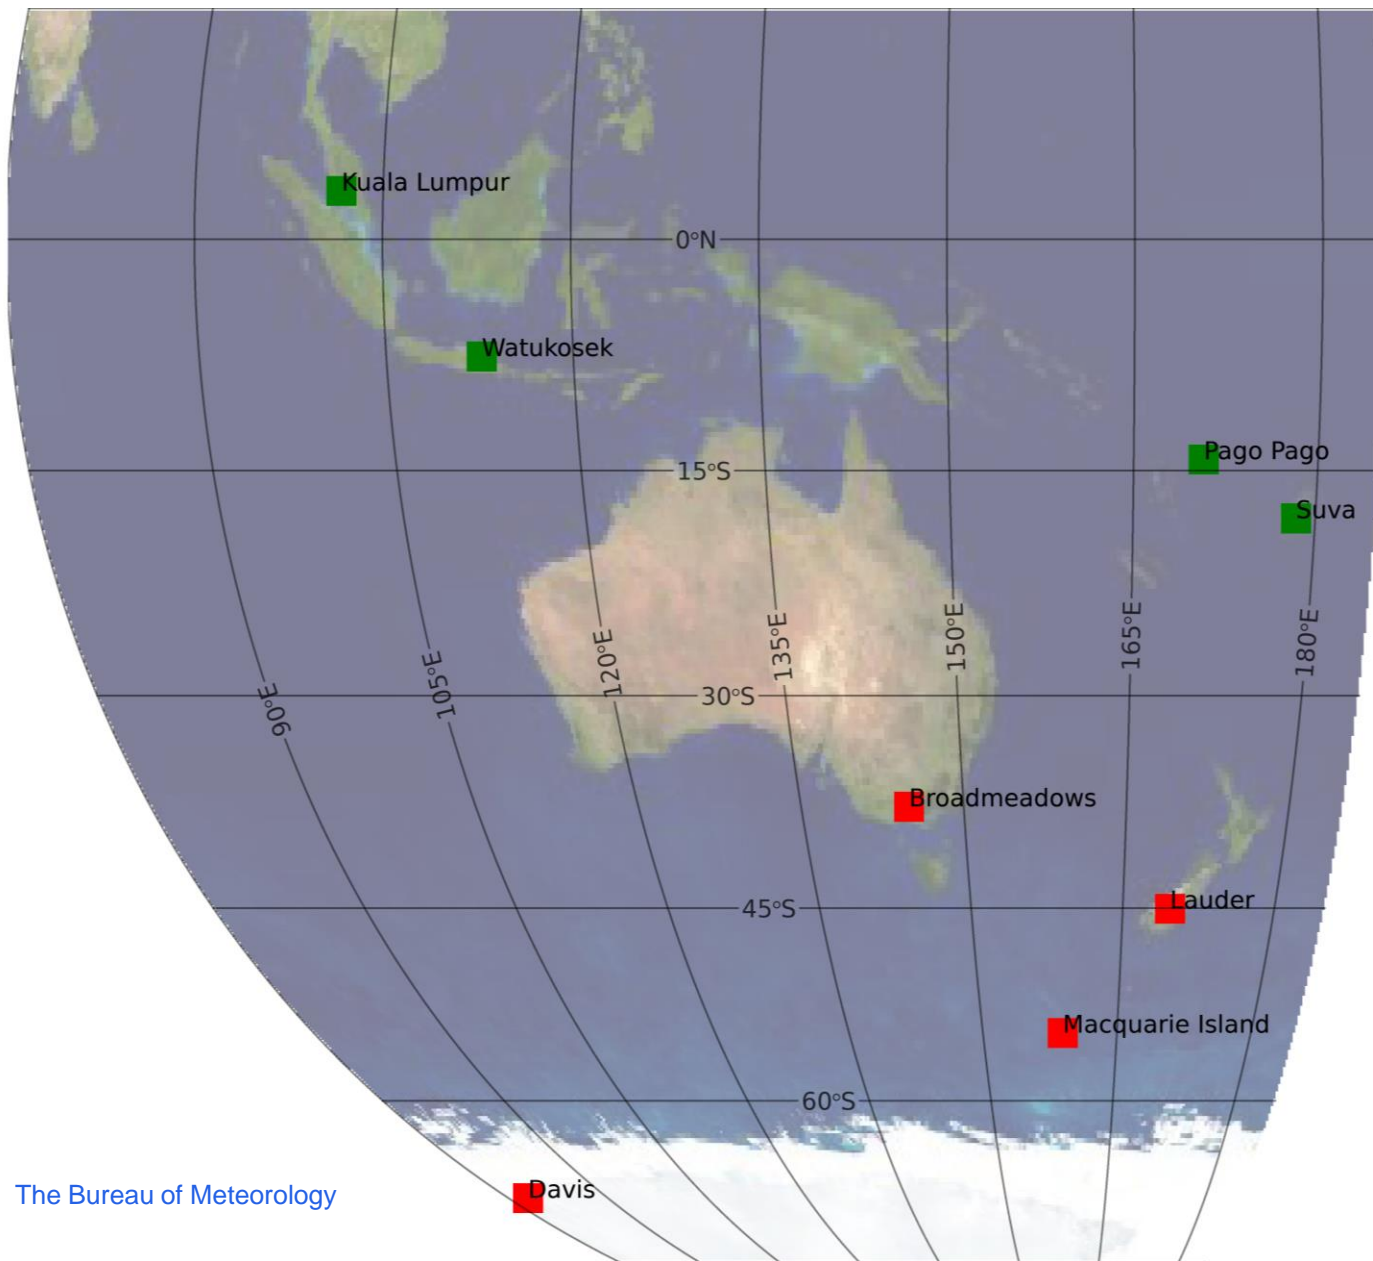 Kuala Lumpur
0°N
Watukosek
Pago Pago
15°S
Suva
90°E
105°E
120°E
135°E
150°E
165°E
180°E
30°S
Broadmeadows
Lauder
45°S
Macquarie Island
60°S
Davis
The Bureau of Meteorology